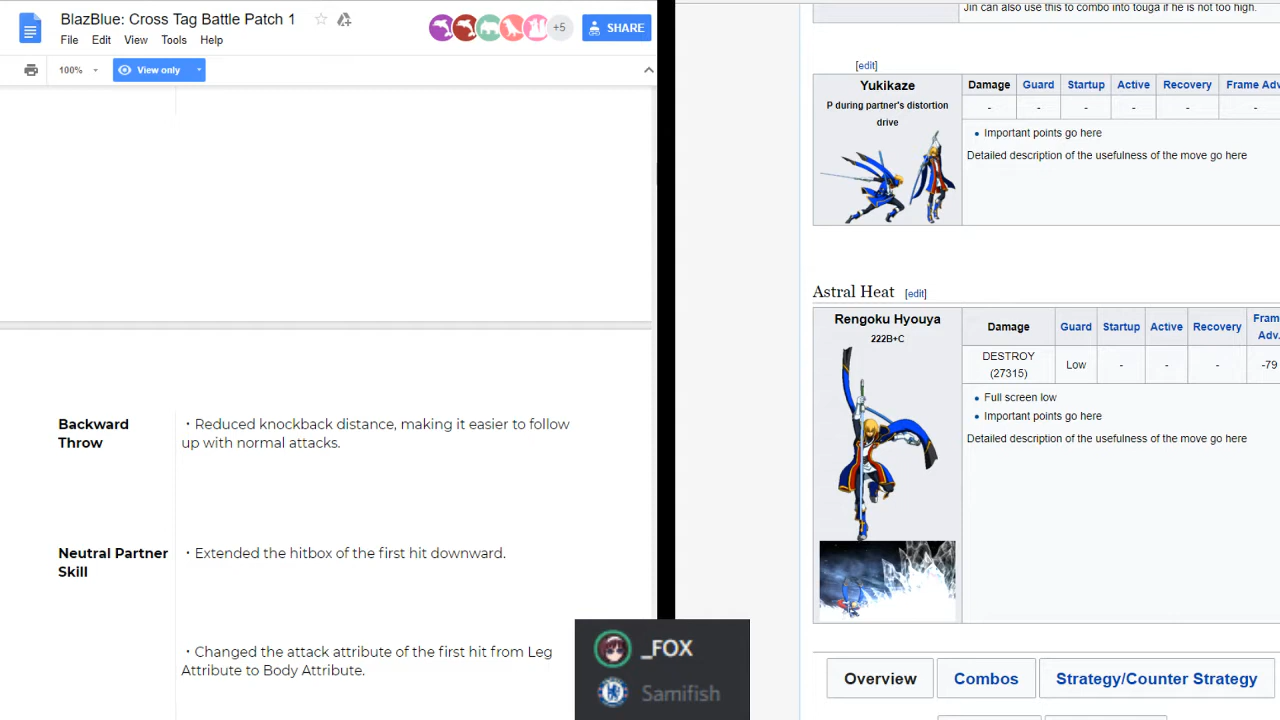 BlazBlue: Cross Tag Battle Patch 1
File Edit View Tools Help
+5
SHARE
100%
View only
Backward
Throw
・Reduced knockback distance, making it easier to follow
up with normal attacks.
Neutral Partner
Skill
・Extended the hitbox of the first hit downward.
・Changed the attack attribute of the first hit from Leg
Attribute to Body Attribute.
_FOX
Samifish
Jin can also use this to combo into touga if he is not too high.
[edit]
Yukikaze
P during partner's distortion
drive
Damage Guard Startup Active Recovery Frame Adv
- - - - - -
• Important points go here
Detailed description of the usefulness of the move go here
Astral Heat [edit]
Rengoku Hyouya
222B+C
Damage Guard Startup Active Recovery Frame
Adv.
DESTROY
(27315)
Low - - - -79
• Full screen low
• Important points go here
Detailed description of the usefulness of the move go here
Overview Combos Strategy/Counter Strategy